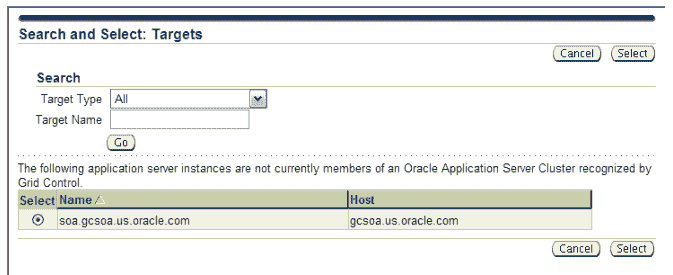 Search and Select: Targets
Cancel Select
Search
Target Type All
Target Name
Go
The following application server instances are not currently members of an Oracle Application Server Cluster recognized by
Grid Control.
Select Name Host
soa.gcsoa.us.oracle.com gcsoa.us.oracle.com
Cancel Select